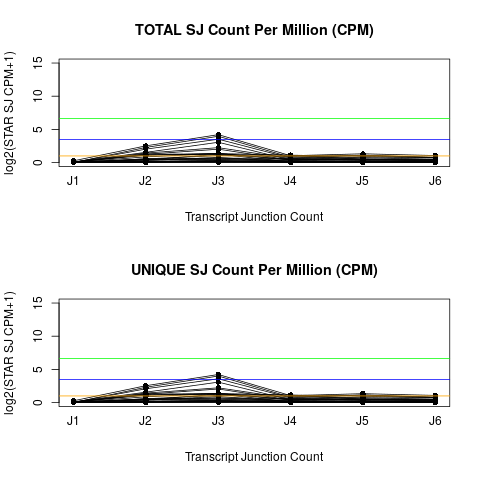 TOTAL SJ Count Per Million (CPM)
log2(STAR SJ CPM+1)
15
10
5
0
J1 J2 J3 J4 J5 J6
Transcript Junction Count
UNIQUE SJ Count Per Million (CPM)
log2(STAR SJ CPM+1)
15
10
5
0
J1 J2 J3 J4 J5 J6
Transcript Junction Count